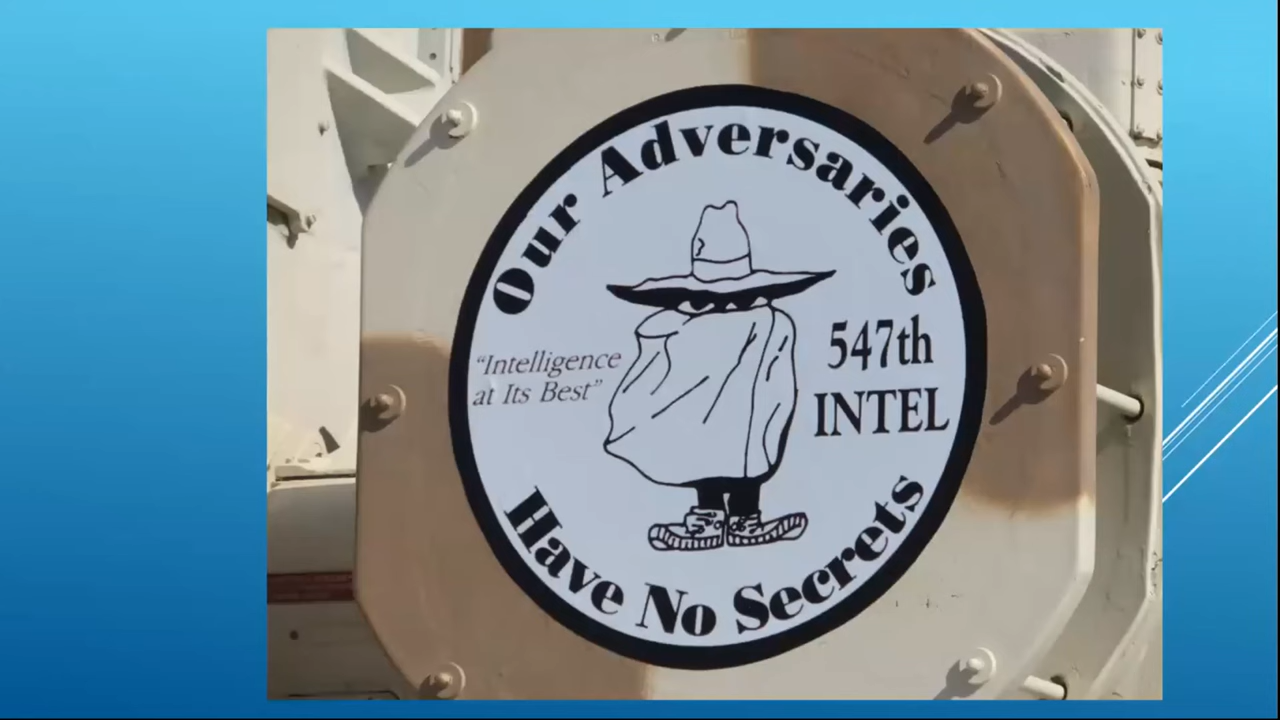 Our Adversaries
"Intelligence
at Its Best"
547th
INTEL
Have No Secrets